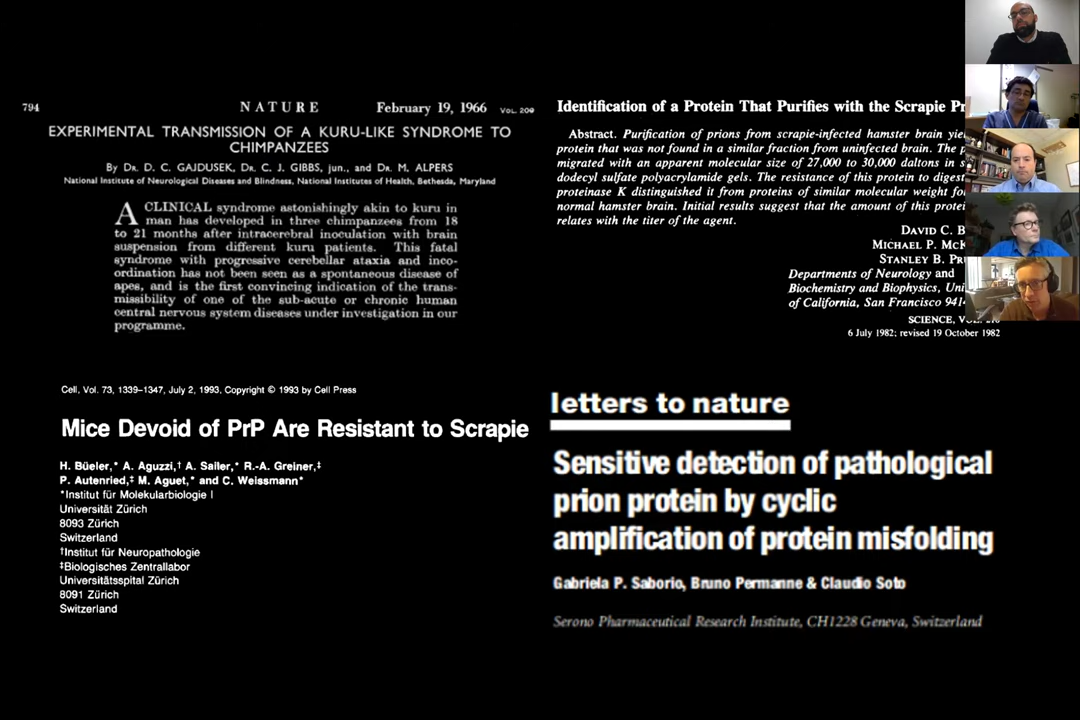 794 NATURE February 19, 1966 VOL. 209
EXPERIMENTAL TRANSMISSION OF A KURU-LIKE SYNDROME TO
CHIMPANZEES
By DR. D. C. GAJDUSEK, DR. C. J. GIBBS, jun., and DR. M. ALPERS
National Institute of Neurological Diseases and Blindness, National Institutes of Health, Bethesda, Maryland
A CLINICAL syndrome astonishingly akin to kuru in
man has developed in three chimpanzees from 18
to 21 months after intracerebral inoculation with brain
suspension from different kuru patients. This fatal
syndrome with progressive cerebellar ataxia and inco-
ordination has not been seen as a spontaneous disease of
apes, and is the first convincing indication of the trans-
missibility of one of the sub-acute or chronic human
central nervous system diseases under investigation in our
programme.
Identification of a Protein That Purifies with the Scrapie Pr
Abstract. Purification of prions from scrapie-infected hamster brain yie
protein that was not found in a similar fraction from uninfected brain. The p
migrated with an apparent molecular size of 27,000 to 30,000 daltons in s
dodecyl sulfate polyacrylamide gels. The resistance of this protein to digest
proteinase K distinguished it from proteins of similar molecular weight fo
normal hamster brain. Initial results suggest that the amount of this protei
relates with the titer of the agent.
DAVID C. B
MICHAEL P. MCK
STANLEY B. PRU
Departments of Neurology and
Biochemistry and Biophysics, Uni
of California, San Francisco 9414
SCIENCE, VOL. 218
6 July 1982; revised 19 October 1982
Cell, Vol. 73, 1339–1347, July 2, 1993, Copyright © 1993 by Cell Press
Mice Devoid of PrP Are Resistant to Scrapie
H. Büeler,* A. Aguzzi,† A. Sailer,* R.-A. Greiner,‡
P. Autenried,‡ M. Aguet,* and C. Weissmann*
*Institut für Molekularbiologie I
Universität Zürich
8093 Zürich
Switzerland
†Institut für Neuropathologie
‡Biologisches Zentrallabor
Universitätsspital Zürich
8091 Zürich
Switzerland
letters to nature
Sensitive detection of pathological
prion protein by cyclic
amplification of protein misfolding
Gabriela P. Saborio, Bruno Permanne & Claudio Soto
Serono Pharmaceutical Research Institute, CH1228 Geneva, Switzerland